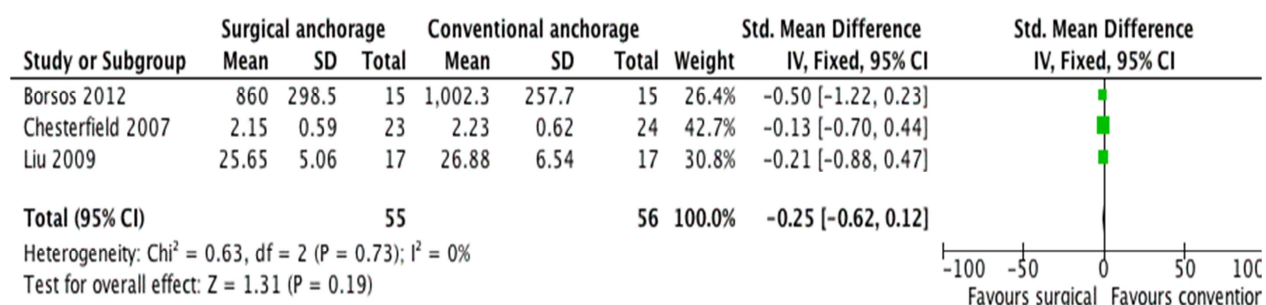 Surgical anchorage Conventional anchorage Std. Mean Difference Std. Mean Difference
Study or Subgroup Mean SD Total Mean SD Total Weight IV, Fixed, 95% CI IV, Fixed, 95% CI
Borsos 2012 860 298.5 15 1,002.3 257.7 15 26.4% −0.50 [−1.22, 0.23]
Chesterfield 2007 2.15 0.59 23 2.23 0.62 24 42.7% −0.13 [−0.70, 0.44]
Liu 2009 25.65 5.06 17 26.88 6.54 17 30.8% −0.21 [−0.88, 0.47]
Total (95% CI) 55 56 100.0% −0.25 [−0.62, 0.12]
Heterogeneity: Chi² = 0.63, df = 2 (P = 0.73); I² = 0%
Test for overall effect: Z = 1.31 (P = 0.19)
−100 −50 0 50 100
Favours surgical Favours convention